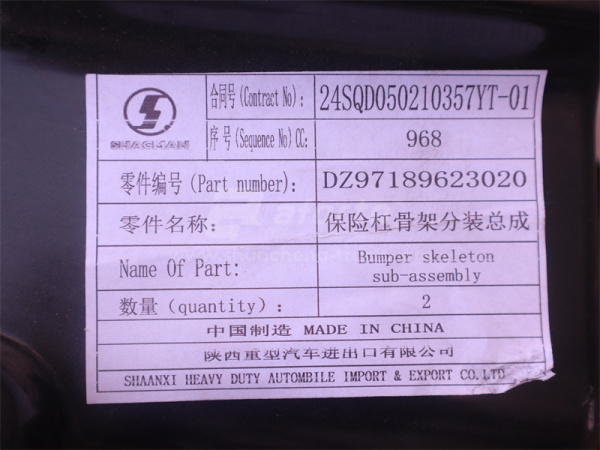 合同号(Contract No): 24SQD050210357YT-01
SHACMAN
序号(Sequence No)CC: 968
零件编号(Part number): DZ97189623020
零件名称: 保险杠骨架分装总成
Name Of Part: Bumper skeleton
sub-assembly
数量(quantity): 2
中国制造 MADE IN CHINA
陕西重型汽车进出口有限公司
SHAANXI HEAVY DUTY AUTOMBILE IMPORT & EXPORT CO.LTD